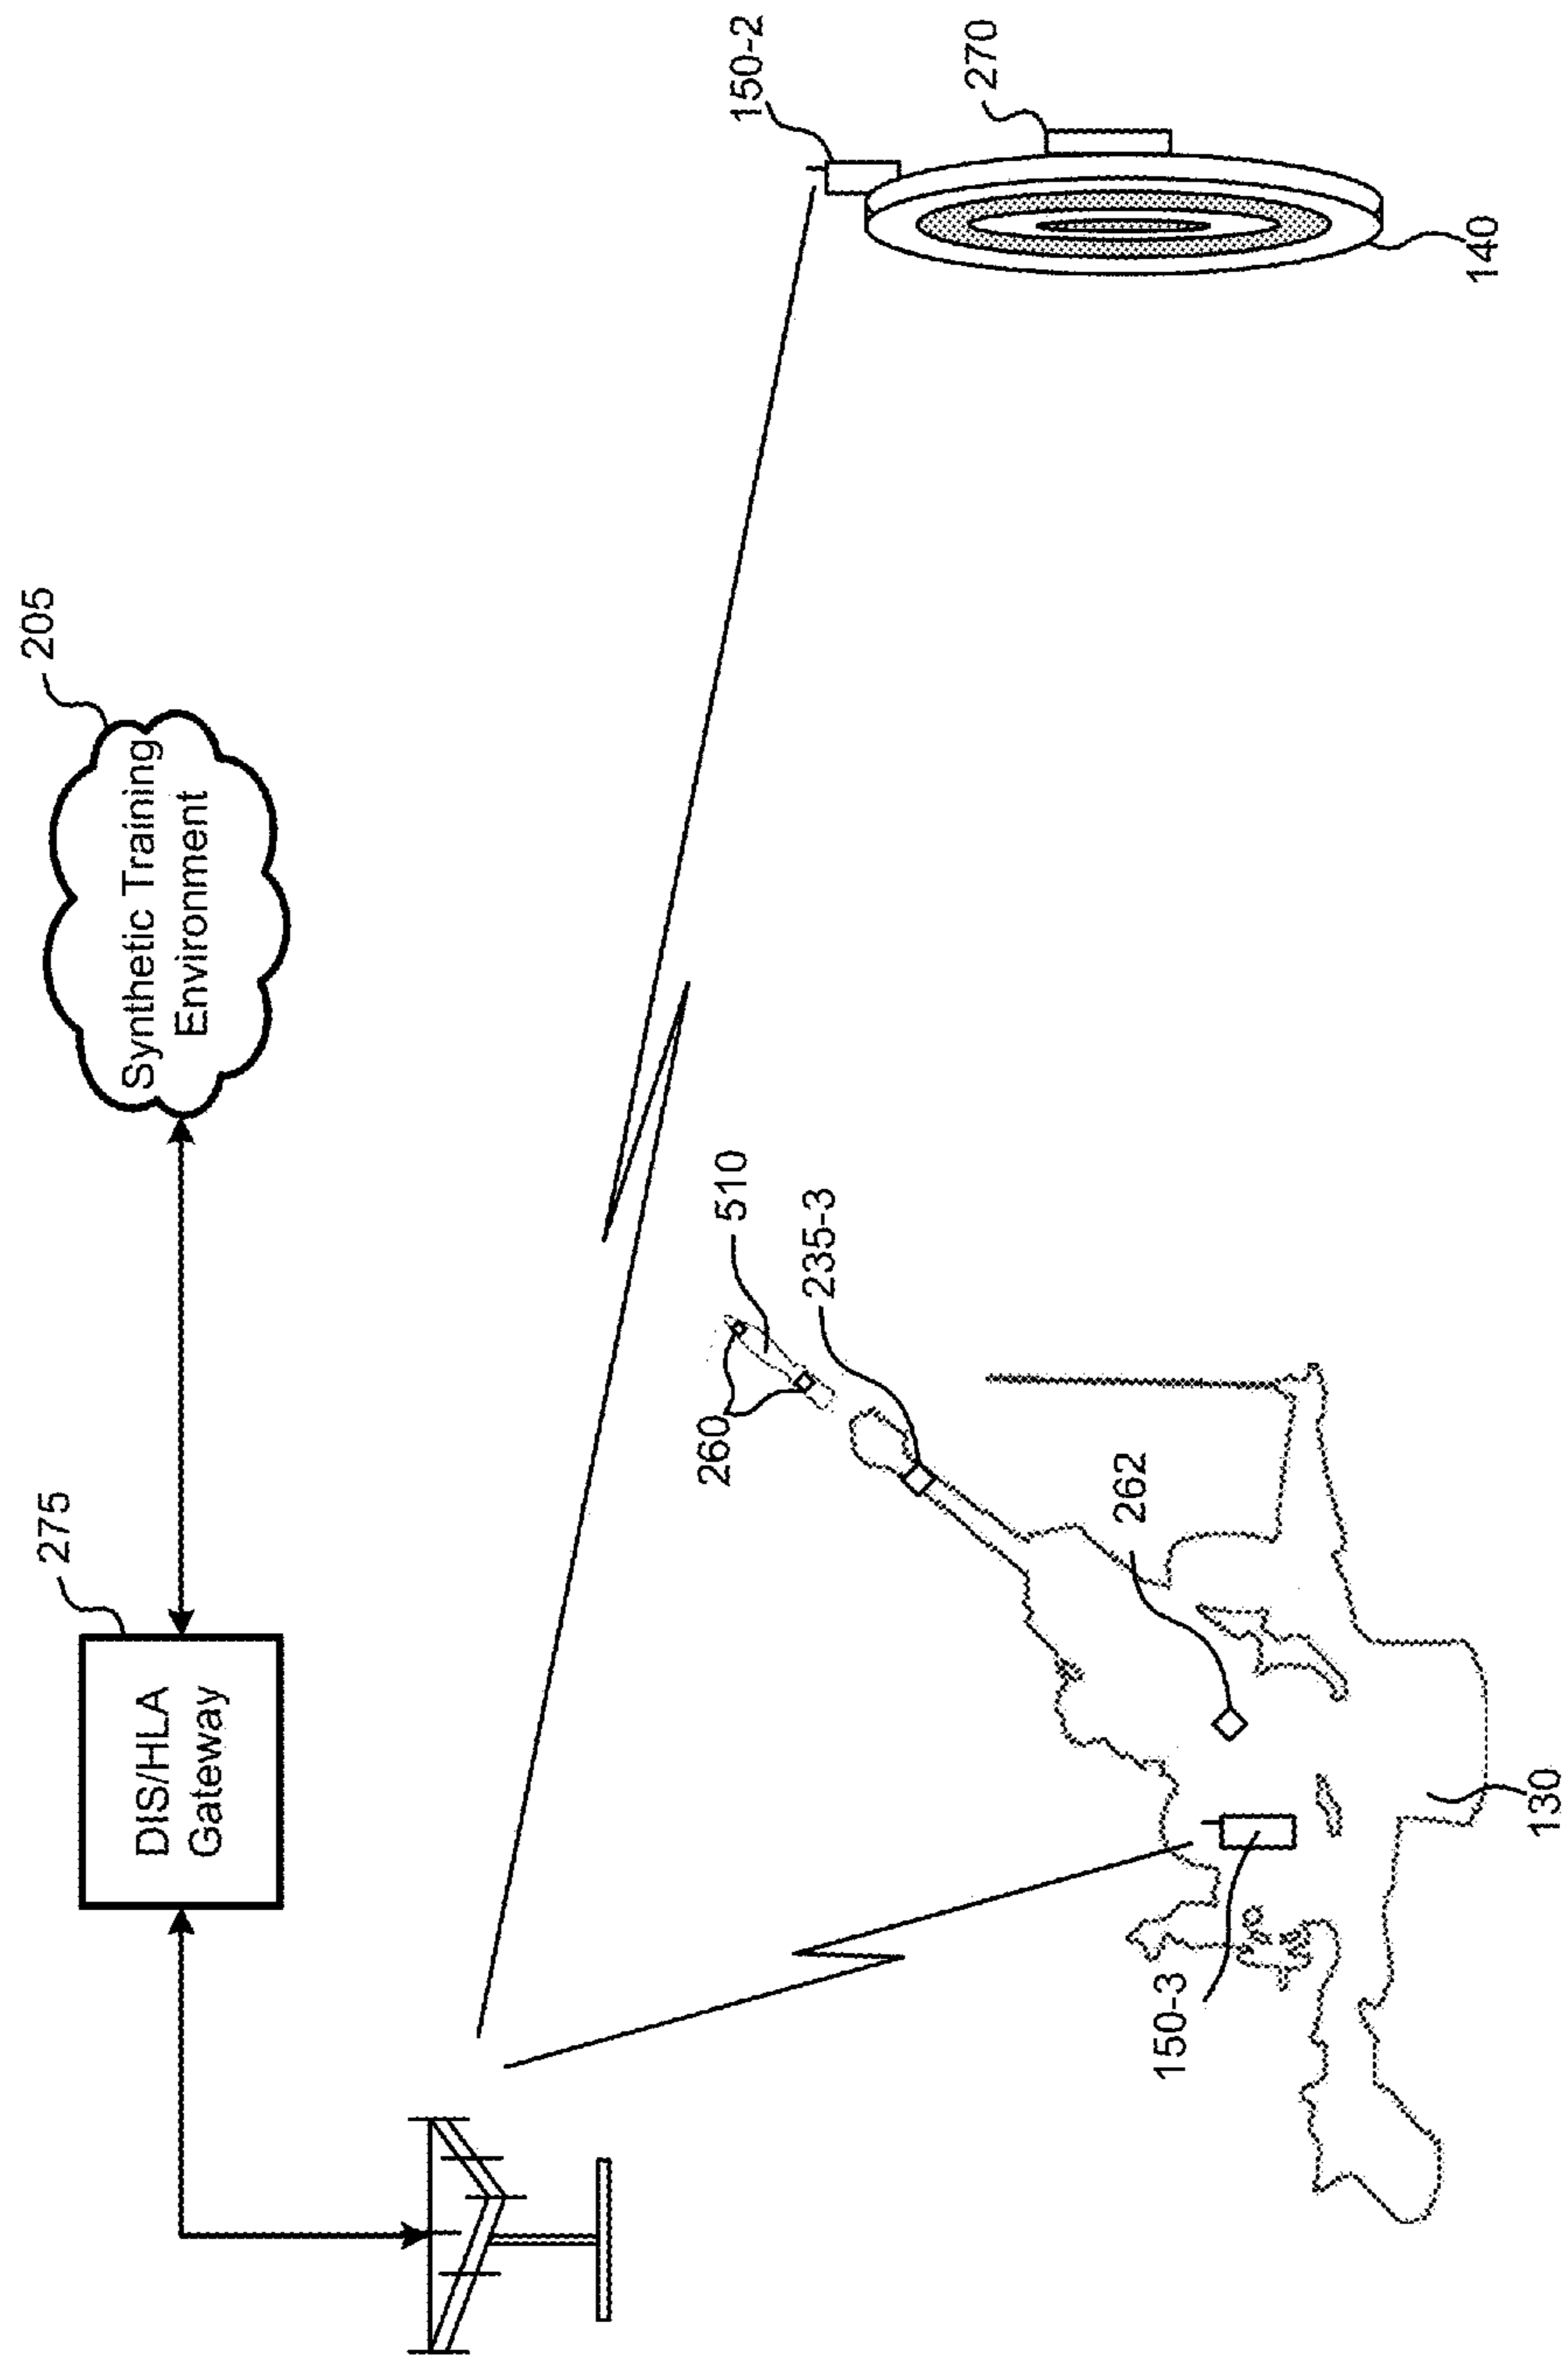 275
DIS/HLA
Gateway
205
Synthetic Training
Environment
150-2
270
140
510
260
235-3
262
150-3
130